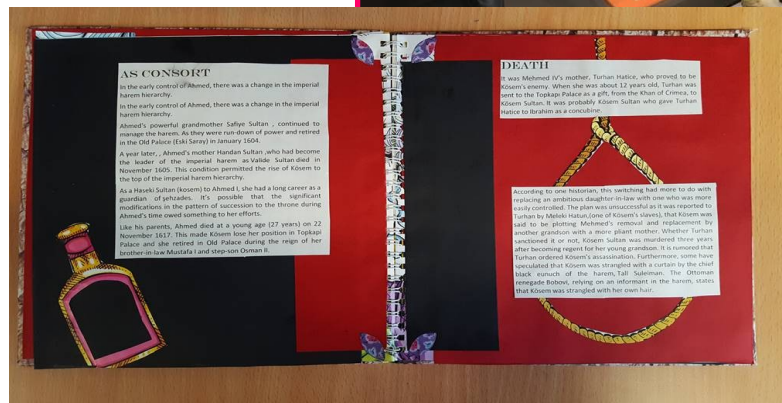 AS CONSORT
In the early control of Ahmed, there was a change in the imperial
harem hierarchy.
In the early control of Ahmed, there was a change in the imperial
harem hierarchy.
Ahmed's powerful grandmother Safiye Sultan , continued to
manage the harem. As they were run-down of power and retired
in the Old Palace (Eski Saray) in January 1604.
A year later, , Ahmed's mother Handan Sultan ,who had become
the leader of the imperial harem as Valide Sultan died in
November 1605. This condition permitted the rise of Kösem to
the top of the imperial harem hierarchy.
As a Haseki Sultan (kosem) to Ahmed I, she had a long career as a
guardian of şehzades. It's possible that the significant
modifications in the pattern of succession to the throne during
Ahmed's time owed something to her efforts.
Like his parents, Ahmed died at a young age (27 years) on 22
November 1617. This made Kösem lose her position in Topkapi
Palace and she retired in Old Palace during the reign of her
brother-in-law Mustafa I and step-son Osman II.
DEATH
It was Mehmed IV's mother, Turhan Hatice, who proved to be
Kösem's enemy. When she was about 12 years old, Turhan was
sent to the Topkapı Palace as a gift, from the Khan of Crimea, to
Kösem Sultan. It was probably Kösem Sultan who gave Turhan
Hatice to Ibrahim as a concubine.
According to one historian, this switching had more to do with
replacing an ambitious daughter-in-law with one who was more
easily controlled. The plan was unsuccessful as it was reported to
Turhan by Meleki Hatun,(one of Kösem's slaves), that Kösem was
said to be plotting Mehmed's removal and replacement by
another grandson with a more pliant mother. Whether Turhan
sanctioned it or not, Kösem Sultan was murdered three years
after becoming regent for her young grandson. It is rumored that
Turhan ordered Kösem's assassination. Furthermore, some have
speculated that Kösem was strangled with a curtain by the chief
black eunuch of the harem, Tall Suleiman. The Ottoman
renegade Bobovi, relying on an informant in the harem, states
that Kösem was strangled with her own hair.